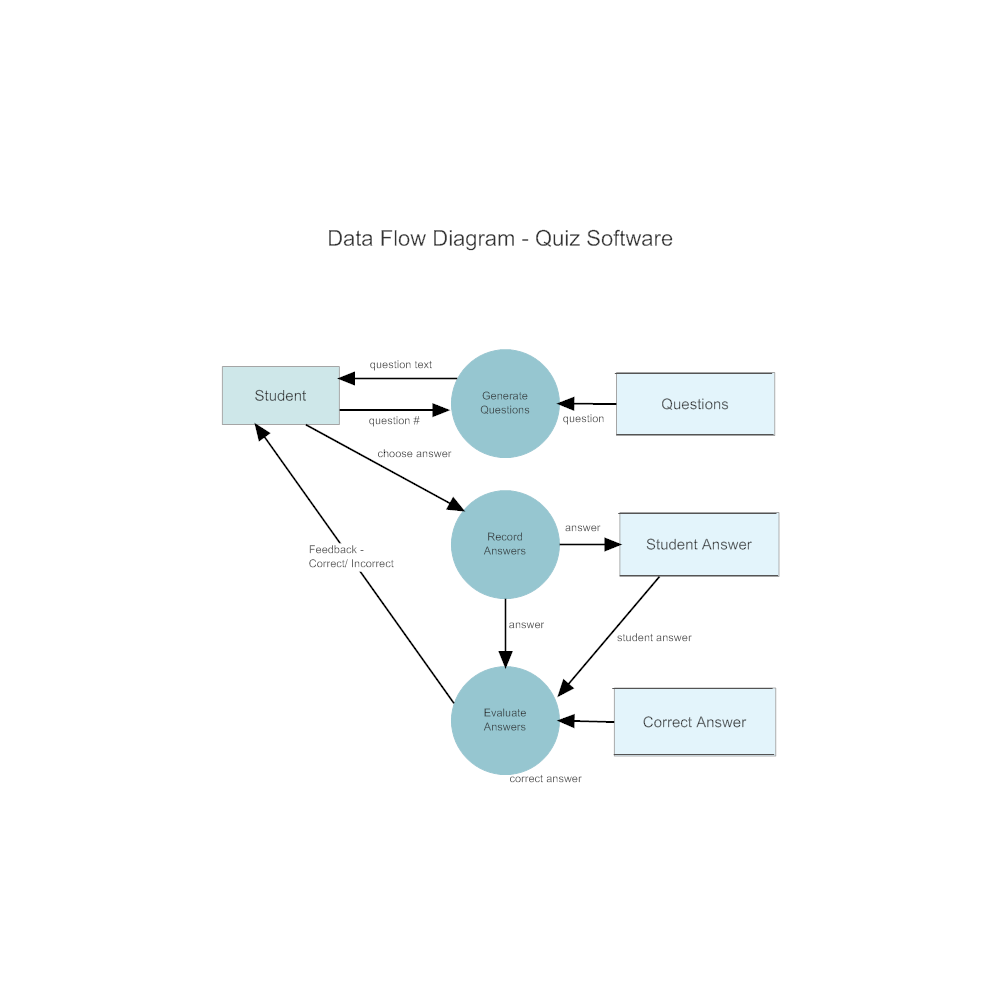 Data Flow Diagram - Quiz Software
question text
Student
Generate
Questions
Questions
question #
question
choose answer
Record
Answers
answer
Student Answer
Feedback -
Correct/ Incorrect
answer
student answer
Evaluate
Answers
Correct Answer
correct answer